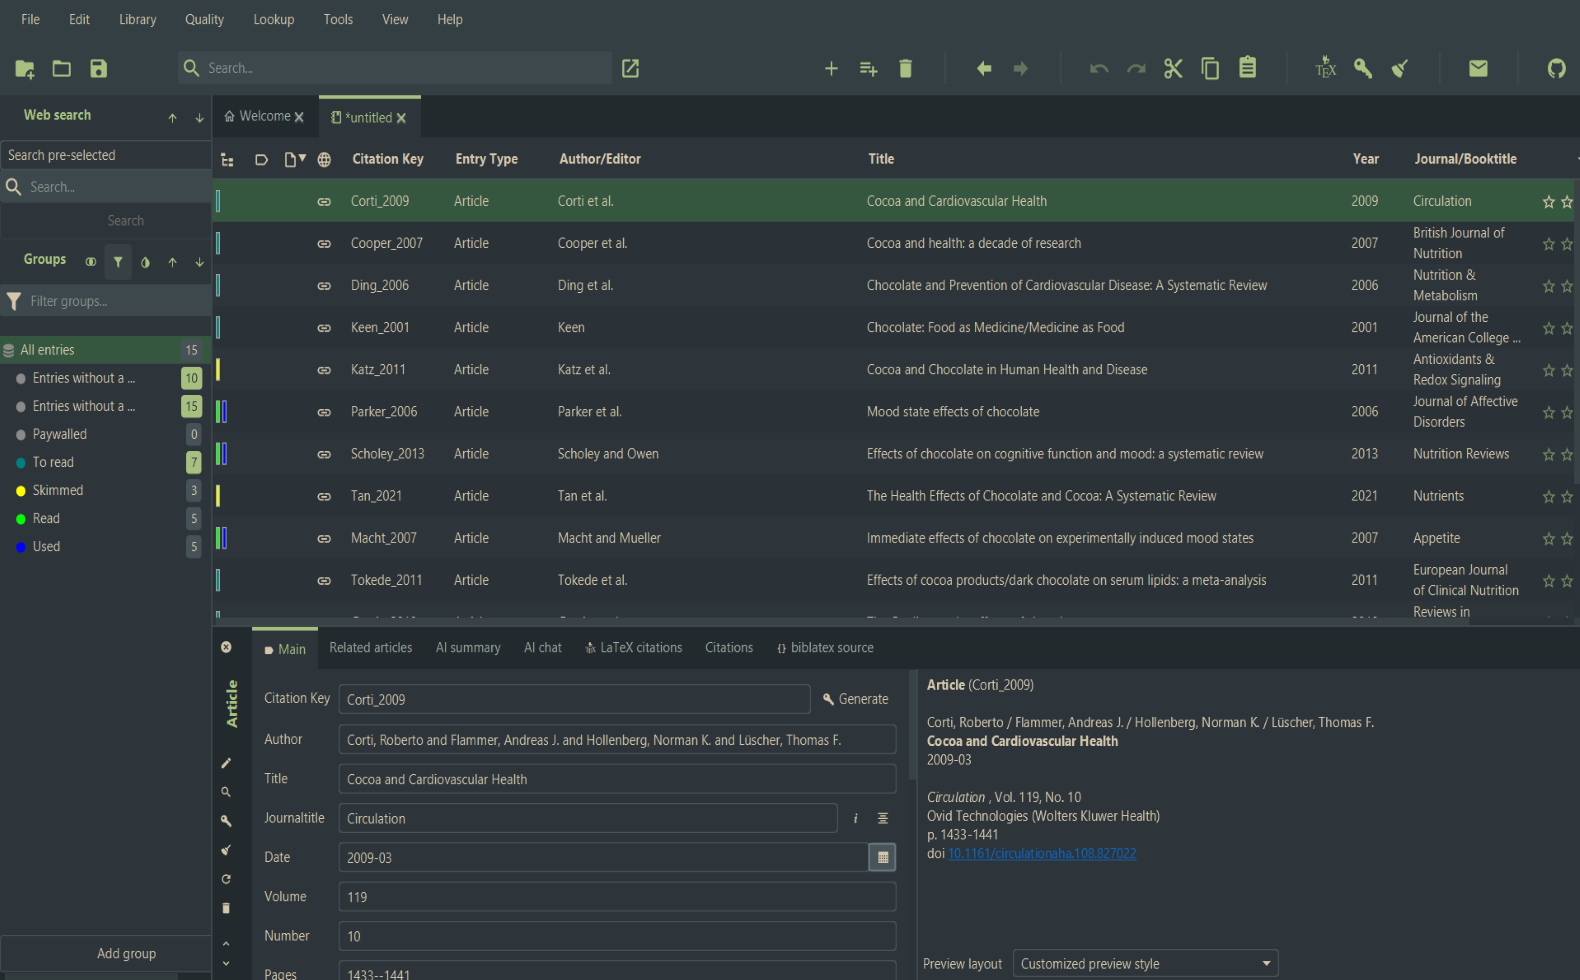 File Edit Library Quality Lookup Tools View Help
Search...
TEX
Web search
Search pre-selected
Search...
Search
Groups
Filter groups...
All entries 15
Entries without a ... 10
Entries without a ... 15
Paywalled 0
To read 7
Skimmed 3
Read 5
Used 5
Add group
Welcome *untitled
Citation Key Entry Type Author/Editor Title Year Journal/Booktitle
Corti_2009 Article Corti et al. Cocoa and Cardiovascular Health 2009 Circulation
Cooper_2007 Article Cooper et al. Cocoa and health: a decade of research 2007 British Journal of
Nutrition
Ding_2006 Article Ding et al. Chocolate and Prevention of Cardiovascular Disease: A Systematic Review 2006 Nutrition &
Metabolism
Keen_2001 Article Keen Chocolate: Food as Medicine/Medicine as Food 2001 Journal of the
American College ...
Katz_2011 Article Katz et al. Cocoa and Chocolate in Human Health and Disease 2011 Antioxidants &
Redox Signaling
Parker_2006 Article Parker et al. Mood state effects of chocolate 2006 Journal of Affective
Disorders
Scholey_2013 Article Scholey and Owen Effects of chocolate on cognitive function and mood: a systematic review 2013 Nutrition Reviews
Tan_2021 Article Tan et al. The Health Effects of Chocolate and Cocoa: A Systematic Review 2021 Nutrients
Macht_2007 Article Macht and Mueller Immediate effects of chocolate on experimentally induced mood states 2007 Appetite
Tokede_2011 Article Tokede et al. Effects of cocoa products/dark chocolate on serum lipids: a meta-analysis 2011 European Journal
of Clinical Nutrition
Reviews in
Main Related articles AI summary AI chat LaTeX citations Citations {} biblatex source
Article
Citation Key Corti_2009 Generate
Author Corti, Roberto and Flammer, Andreas J. and Hollenberg, Norman K. and Lüscher, Thomas F.
Title Cocoa and Cardiovascular Health
Journaltitle Circulation i
Date 2009-03
Volume 119
Number 10
Pages 1433--1441
Article (Corti_2009)
Corti, Roberto / Flammer, Andreas J. / Hollenberg, Norman K. / Lüscher, Thomas F.
Cocoa and Cardiovascular Health
2009-03
Circulation , Vol. 119, No. 10
Ovid Technologies (Wolters Kluwer Health)
p. 1433-1441
doi 10.1161/circulationaha.108.827022
Preview layout Customized preview style